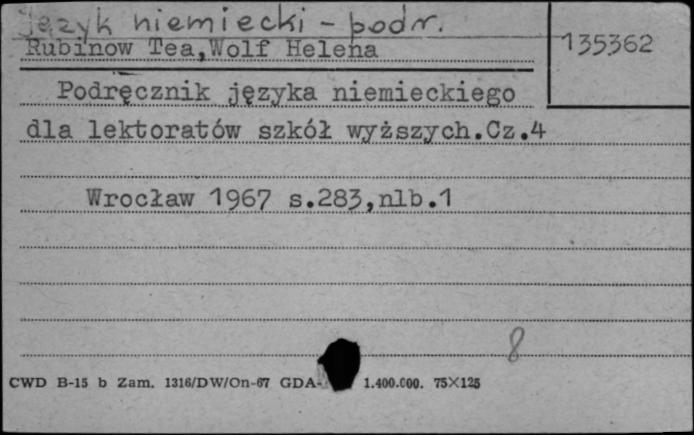 Język niemiecki - podr.
Rubinow Tea,Wolf Helena
135362
Podręcznik języka niemieckiego
dla lektoratów szkół wyższych.Cz.4
Wrocław 1967 s.283,nlb.1
8
CWD B-15 b Zam. 1316/DW/On-67 GDA- 1.400.000. 75X125